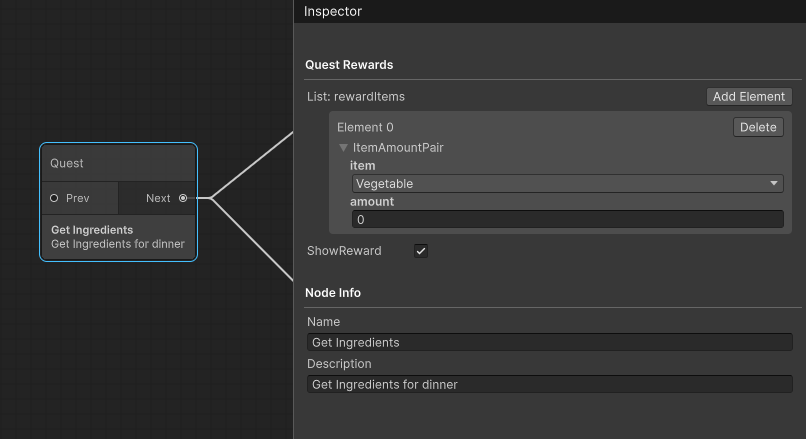 Inspector
Quest Rewards
List: rewardItems
Add Element
Element 0
Delete
ItemAmountPair
item
Vegetable
amount
0
ShowReward
Node Info
Name
Get Ingredients
Description
Get Ingredients for dinner
Quest
Prev
Next
Get Ingredients
Get Ingredients for dinner